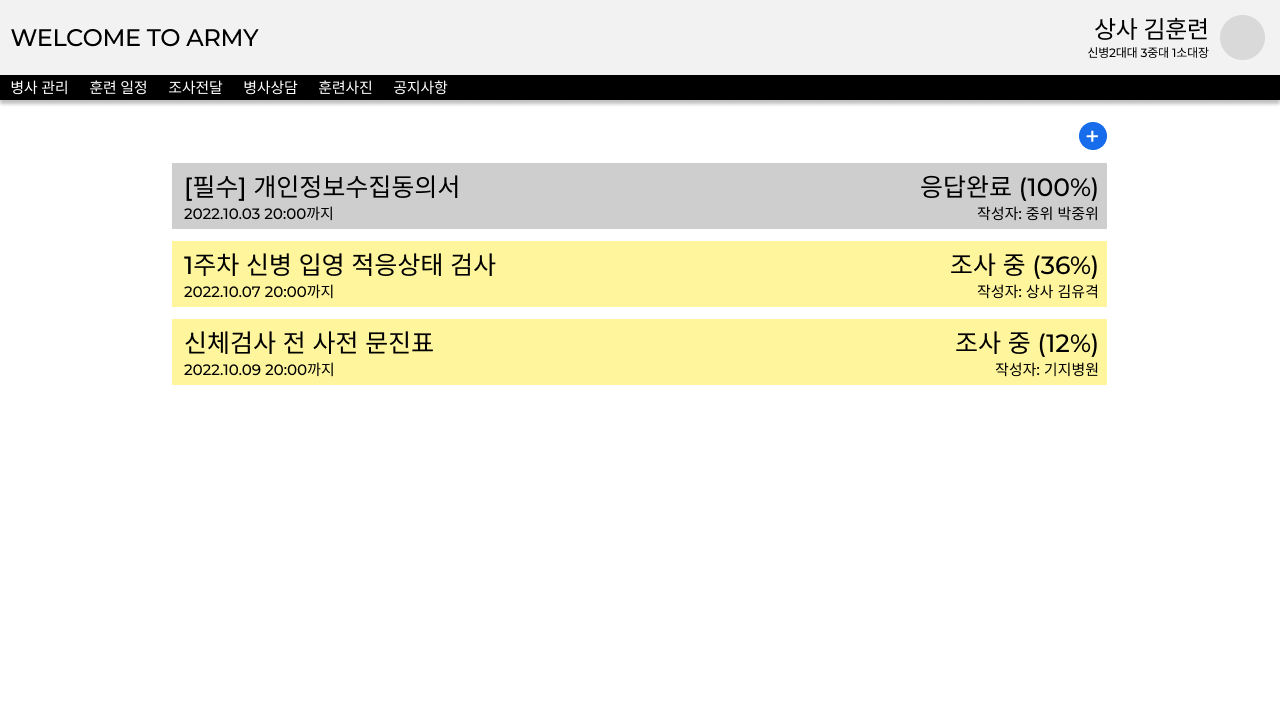 WELCOME TO ARMY
상사 김훈련
신병2대대 3중대 1소대장
병사 관리 훈련 일정 조사전달 병사상담 훈련사진 공지사항
+
[필수] 개인정보수집동의서 응답완료 (100%)
2022.10.03 20:00까지 작성자: 중위 박중위
1주차 신병 입영 적응상태 검사 조사 중 (36%)
2022.10.07 20:00까지 작성자: 상사 김유격
신체검사 전 사전 문진표 조사 중 (12%)
2022.10.09 20:00까지 작성자: 기지병원